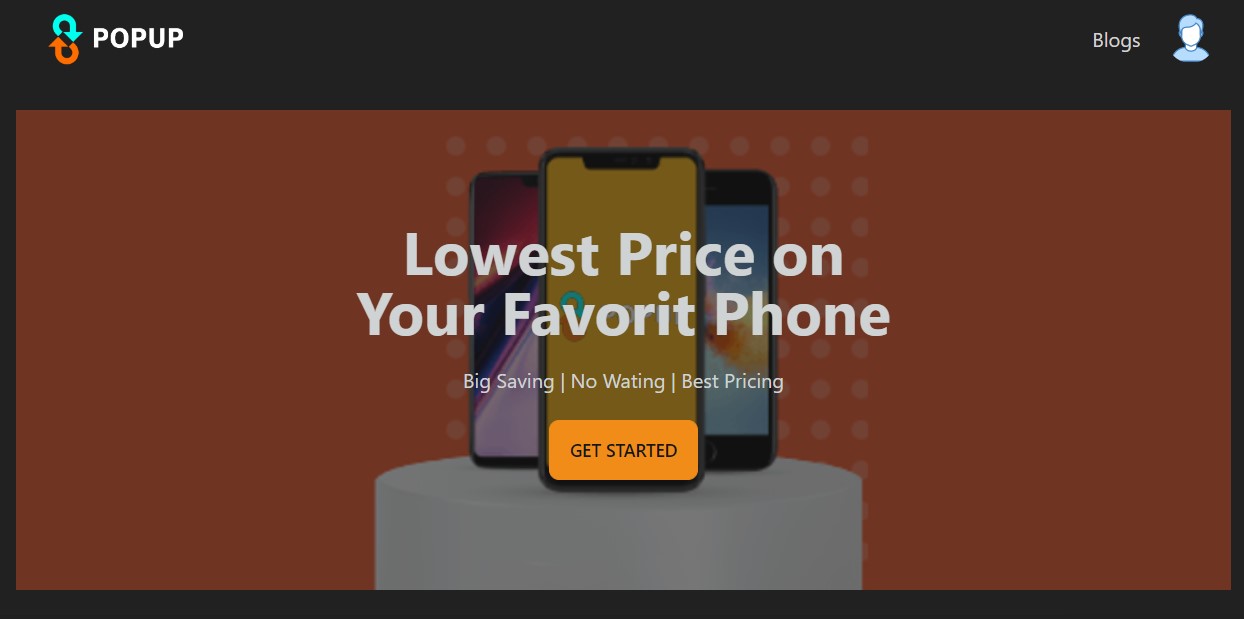 POPUP
Blogs
Lowest Price on
Your Favorit Phone
Big Saving | No Wating | Best Pricing
GET STARTED